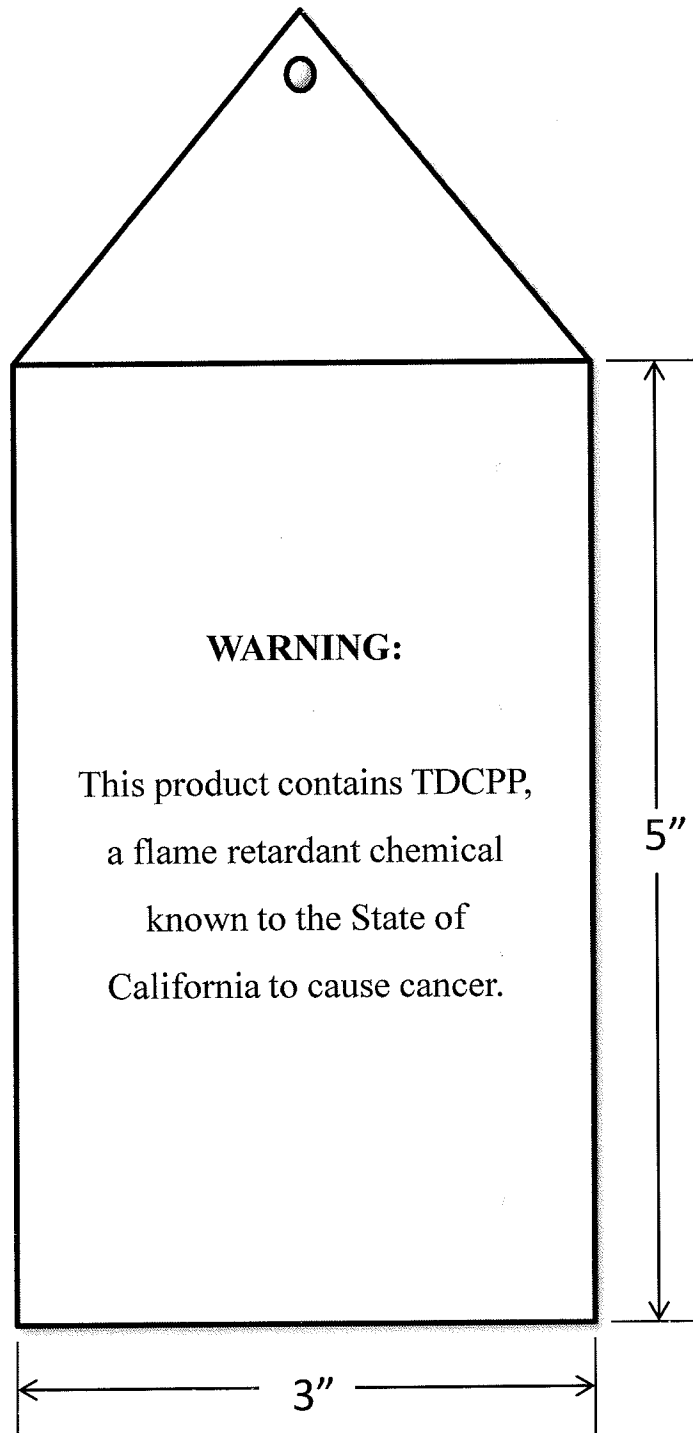 WARNING:
This product contains TDCPP,
a flame retardant chemical
known to the State of
California to cause cancer.
5”
3”